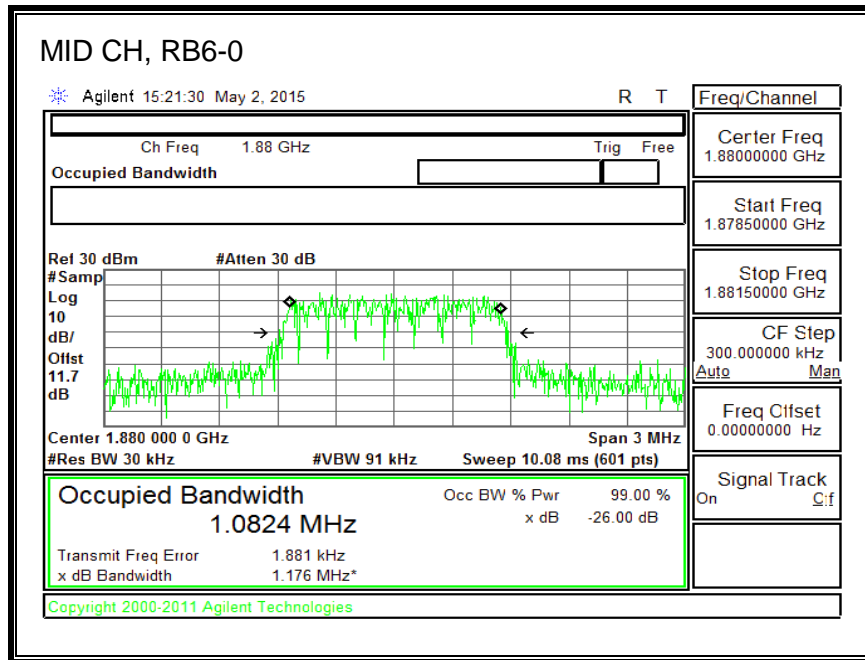 MID CH, RB6-0
Agilent 15:21:30 May 2, 2015 R T
Freq/Channel
Ch Freq 1.88 GHz Trig Free
Occupied Bandwidth
Center Freq
1.88000000 GHz
Start Freq
1.87850000 GHz
Stop Freq
1.88150000 GHz
CF Step
300.000000 kHz
Auto Man
Freq Offset
0.00000000 Hz
Signal Track
On Off
Ref 30 dBm #Atten 30 dB
#Samp
Log
10
dB/
Offst
11.7
dB
Center 1.880 000 0 GHz Span 3 MHz
#Res BW 30 kHz #VBW 91 kHz Sweep 10.08 ms (601 pts)
Occupied Bandwidth
1.0824 MHz
Occ BW % Pwr 99.00 %
x dB -26.00 dB
Transmit Freq Error 1.881 kHz
x dB Bandwidth 1.176 MHz*
Copyright 2000-2011 Agilent Technologies